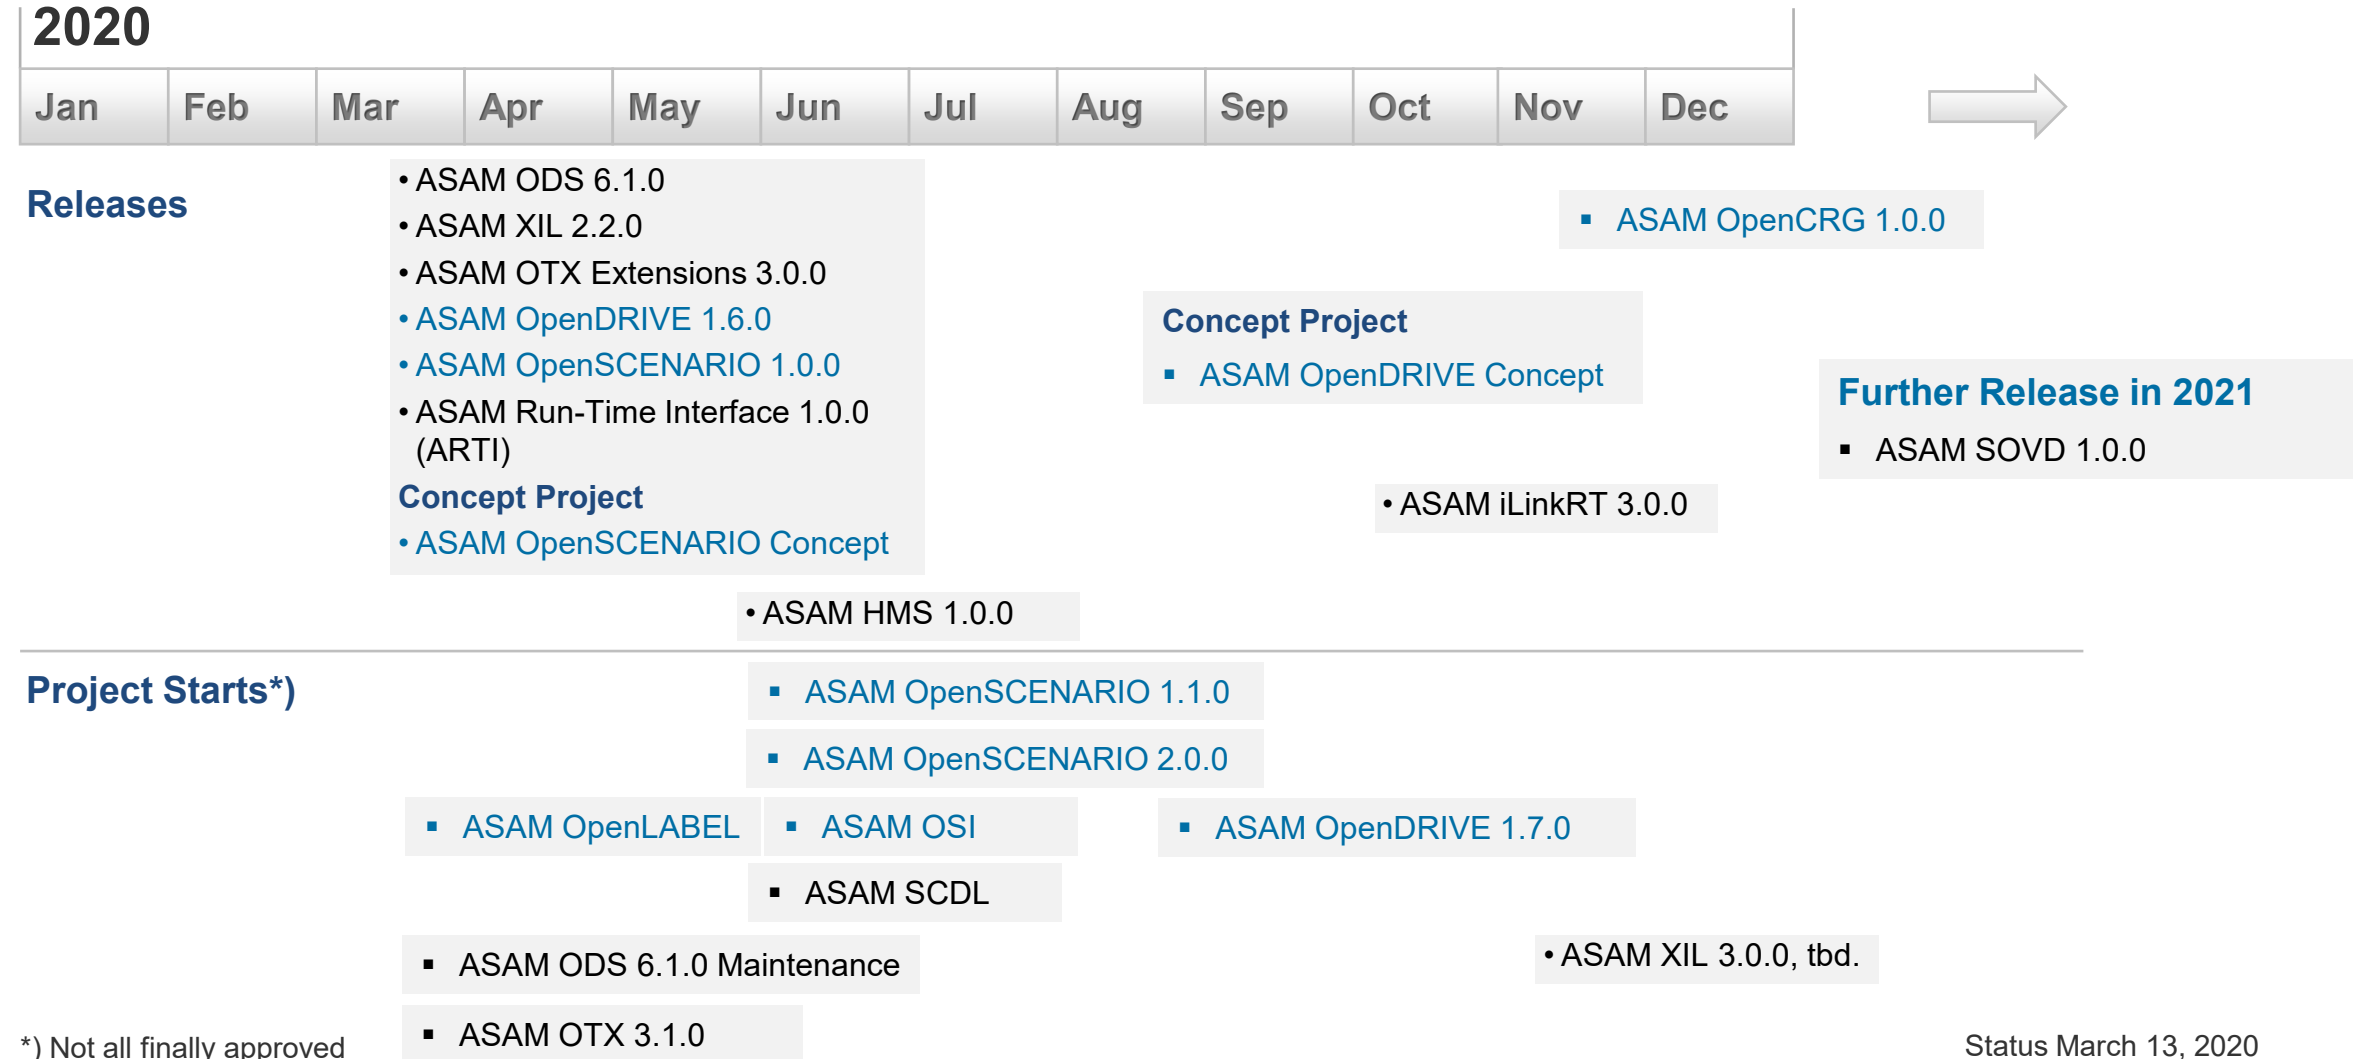 2020
Jan Feb Mar Apr May Jun Jul Aug Sep Oct Nov Dec
Releases
• ASAM ODS 6.1.0
• ASAM XIL 2.2.0
• ASAM OTX Extensions 3.0.0
• ASAM OpenDRIVE 1.6.0
• ASAM OpenSCENARIO 1.0.0
• ASAM Run-Time Interface 1.0.0
(ARTI)
Concept Project
• ASAM OpenSCENARIO Concept
▪ ASAM OpenCRG 1.0.0
Concept Project
▪ ASAM OpenDRIVE Concept
Further Release in 2021
▪ ASAM SOVD 1.0.0
• ASAM iLinkRT 3.0.0
• ASAM HMS 1.0.0
Project Starts*)
▪ ASAM OpenSCENARIO 1.1.0
▪ ASAM OpenSCENARIO 2.0.0
▪ ASAM OpenLABEL
▪ ASAM OSI
▪ ASAM OpenDRIVE 1.7.0
▪ ASAM SCDL
▪ ASAM ODS 6.1.0 Maintenance
• ASAM XIL 3.0.0, tbd.
▪ ASAM OTX 3.1.0
*) Not all finally approved
Status March 13, 2020